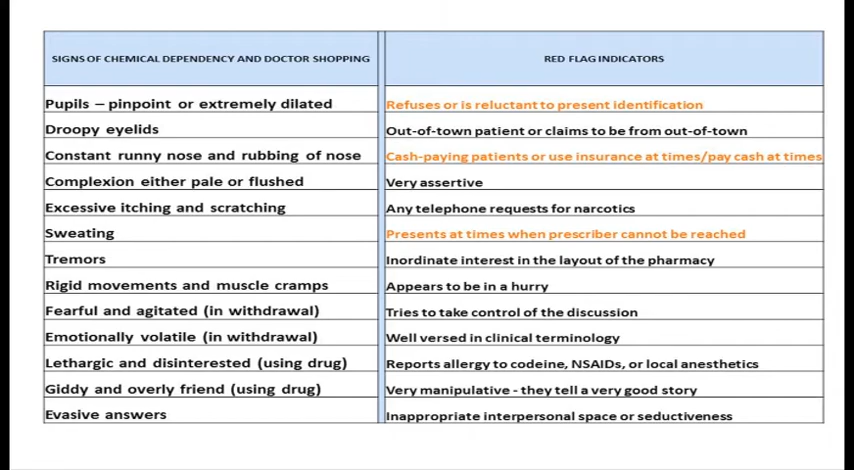 SIGNS OF CHEMICAL DEPENDENCY AND DOCTOR SHOPPING
RED FLAG INDICATORS
Pupils – pinpoint or extremely dilated
Refuses or is reluctant to present identification
Droopy eyelids
Out-of-town patient or claims to be from out-of-town
Constant runny nose and rubbing of nose
Cash-paying patients or use insurance at times/pay cash at times
Complexion either pale or flushed
Very assertive
Excessive itching and scratching
Any telephone requests for narcotics
Sweating
Presents at times when prescriber cannot be reached
Tremors
Inordinate interest in the layout of the pharmacy
Rigid movements and muscle cramps
Appears to be in a hurry
Fearful and agitated (in withdrawal)
Tries to take control of the discussion
Emotionally volatile (in withdrawal)
Well versed in clinical terminology
Lethargic and disinterested (using drug)
Reports allergy to codeine, NSAIDs, or local anesthetics
Giddy and overly friend (using drug)
Very manipulative - they tell a very good story
Evasive answers
Inappropriate interpersonal space or seductiveness